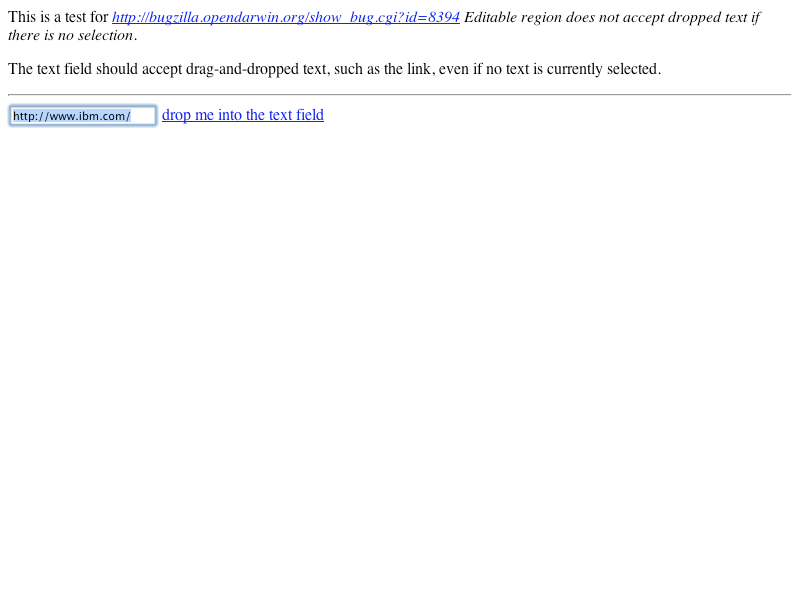 This is a test for http://bugzilla.opendarwin.org/show_bug.cgi?id=8394 Editable region does not accept dropped text if
there is no selection.
The text field should accept drag-and-dropped text, such as the link, even if no text is currently selected.
http://www.ibm.com/ drop me into the text field